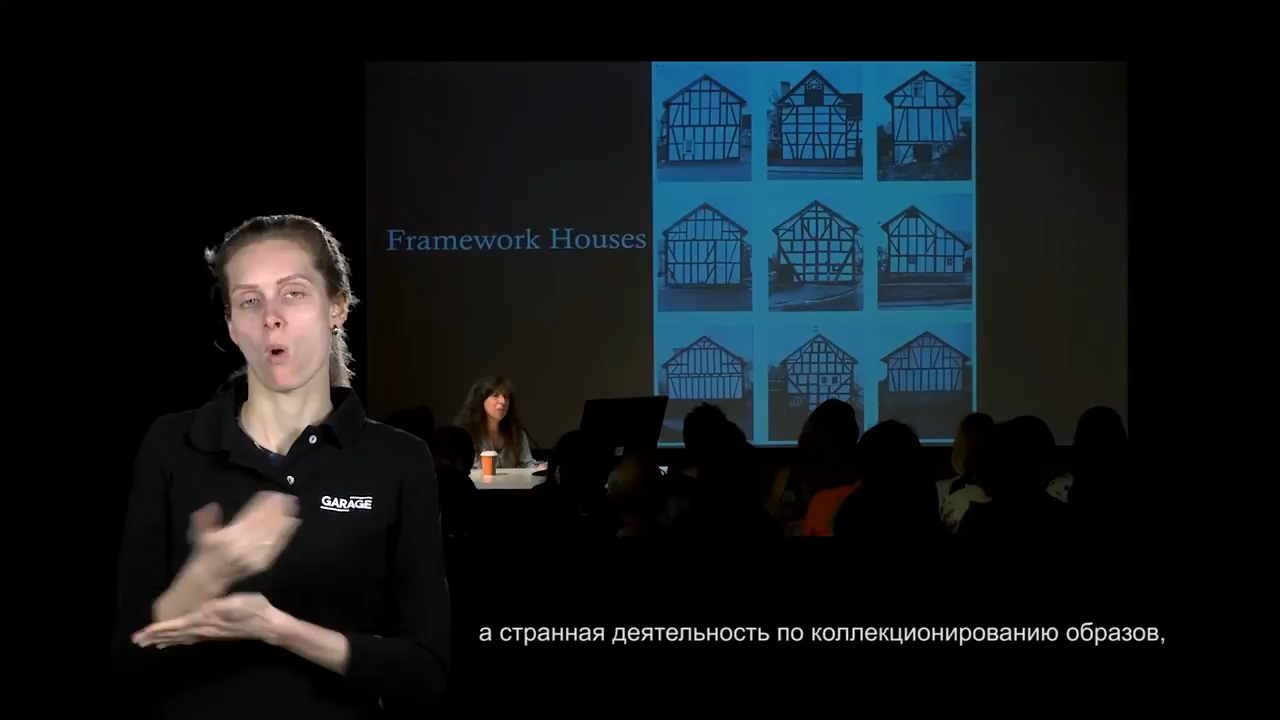 Framework Houses
GARAGE
а странная деятельность по коллекционированию образов,